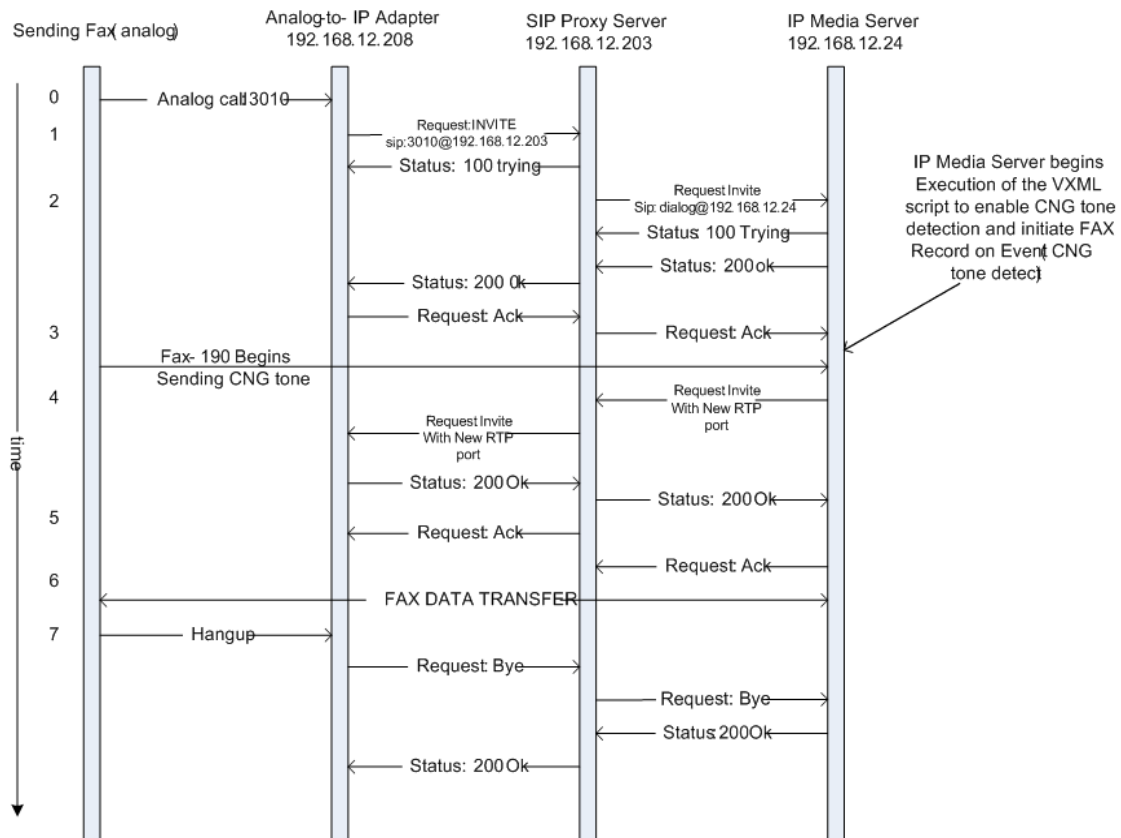 Sending Fax( analog)
Analog-to- IP Adapter
192.168.12.208
SIP Proxy Server
192.168.12.203
IP Media Server
192.168.12.24
0
Analog call:3010
1
Request:INVITE
sip:3010@192.168.12.203
Status: 100 trying
2
Request Invite
Sip: dialog@192.168.12.24
Status: 100 Trying
Status: 200 ok
Status: 200 0k
Request: Ack
3
Request: Ack
IP Media Server begins
Execution of the VXML
script to enable CNG tone
detection and initiate FAX
Record on Event( CNG
tone detect)
Fax- 190 Begins
Sending CNG tone
4
Request Invite
With New RTP
port
Request Invite
With New RTP
port
time
Status: 200 Ok
Status: 200 Ok
5
Request: Ack
Request: Ack
6
FAX DATA TRANSFER
7
Hangup
Request: Bye
Request: Bye
Status: 200 Ok
Status: 200 Ok